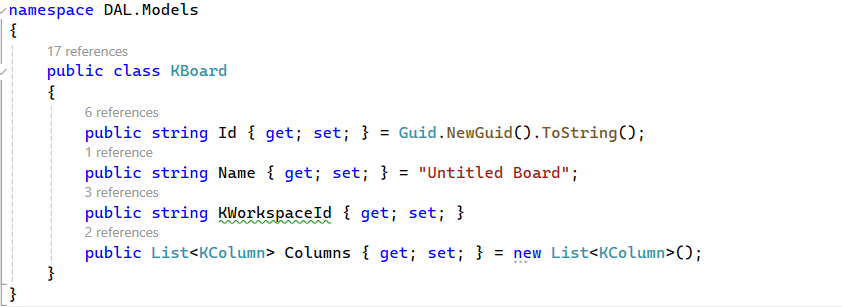 namespace DAL.Models
{
17 references
public class KBoard
{
6 references
public string Id { get; set; } = Guid.NewGuid().ToString();
1 reference
public string Name { get; set; } = "Untitled Board";
3 references
public string KWorkspaceId { get; set; }
2 references
public List<KColumn> Columns { get; set; } = new List<KColumn>();
}
}